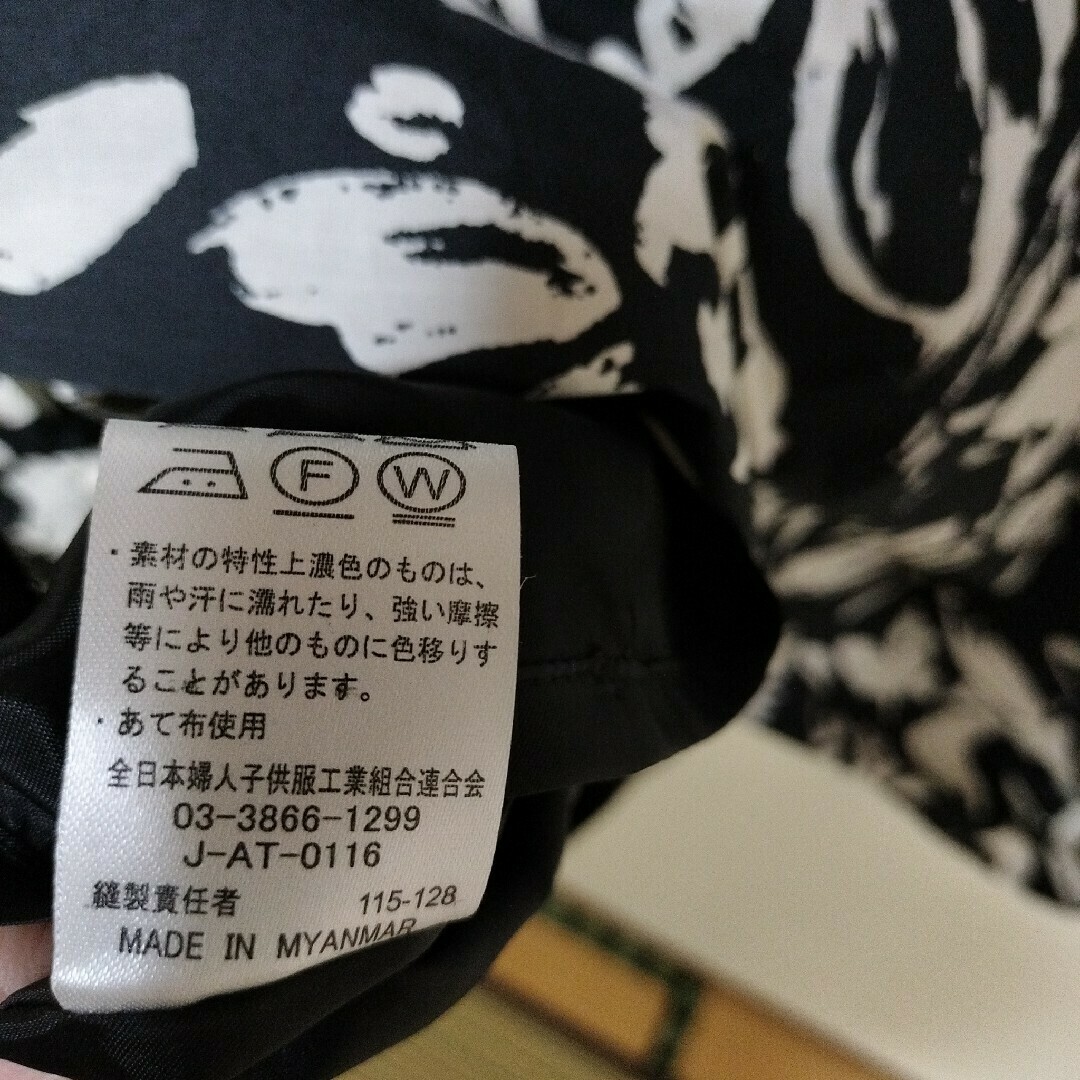 F W
・素材の特性上濃色のものは、
雨や汗に濡れたり、強い摩擦
等により他のものに色移りす
ることがあります。
・あて布使用
全日本婦人子供服工業組合連合会
03-3866-1299
J-AT-0116
縫製責任者 115-128
MADE IN MYANMAR